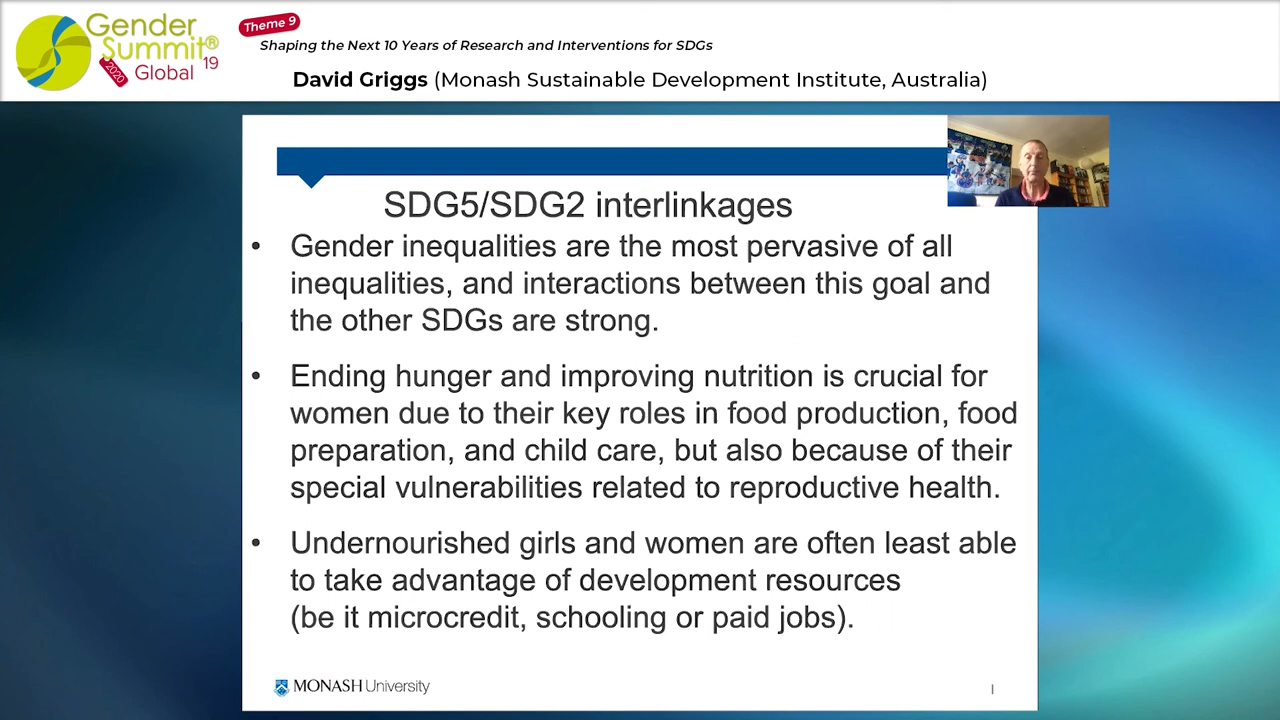 Gender
Summit®
Global 19
2020
Theme 9
Shaping the Next 10 Years of Research and Interventions for SDGs
David Griggs (Monash Sustainable Development Institute, Australia)
SDG5/SDG2 interlinkages
• Gender inequalities are the most pervasive of all
inequalities, and interactions between this goal and
the other SDGs are strong.
• Ending hunger and improving nutrition is crucial for
women due to their key roles in food production, food
preparation, and child care, but also because of their
special vulnerabilities related to reproductive health.
• Undernourished girls and women are often least able
to take advantage of development resources
(be it microcredit, schooling or paid jobs).
MONASH University
I